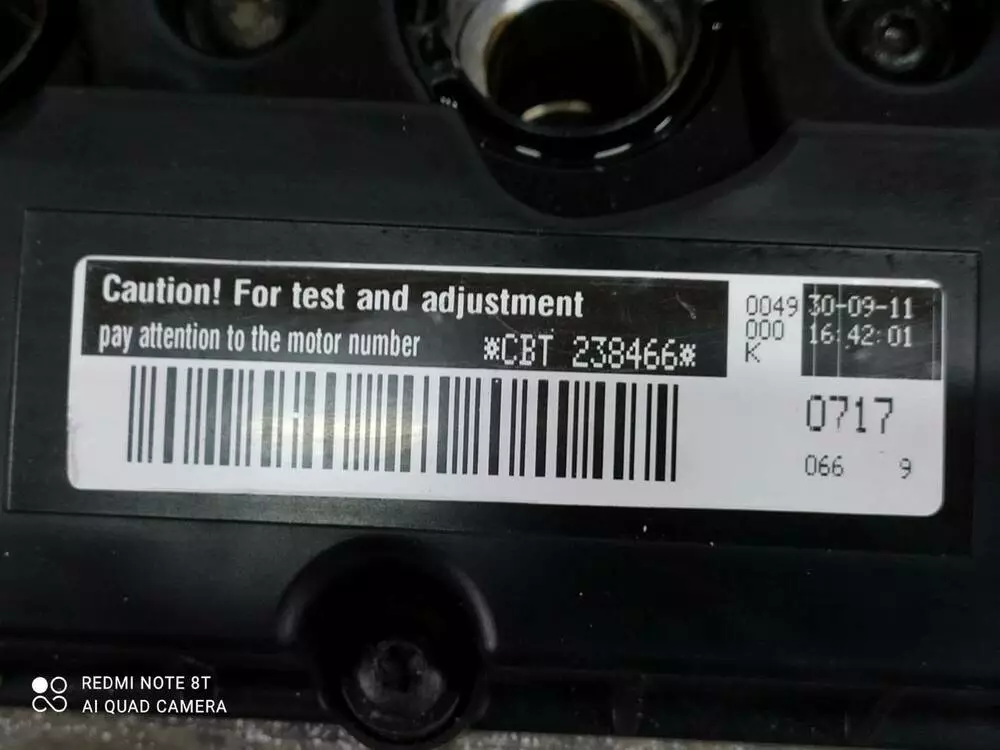 Caution! For test and adjustment
pay attention to the motor number *CBT 238466*
0049 30-09-11
000 16:42:01
K
0717
066 9
REDMI NOTE 8T
AI QUAD CAMERA